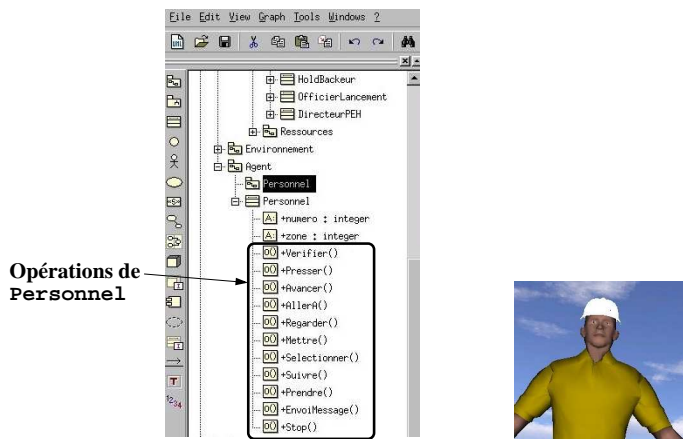 File Edit View Graph Tools Windows ?
HoldBackeur
OfficierLancement
DirecteurPEH
Ressources
Environnement
Agent
Personnel
Personnel
A: +numero : integer
A: +zone : integer
O() +Verifier()
O() +Presser()
O() +Avancer()
O() +AllerA()
O() +Regarder()
O() +Mettre()
O() +Selectionner()
O() +Suivre()
O() +Prendre()
O() +EnvoiMessage()
O() +Stop()
Opérations de
Personnel
T
1234